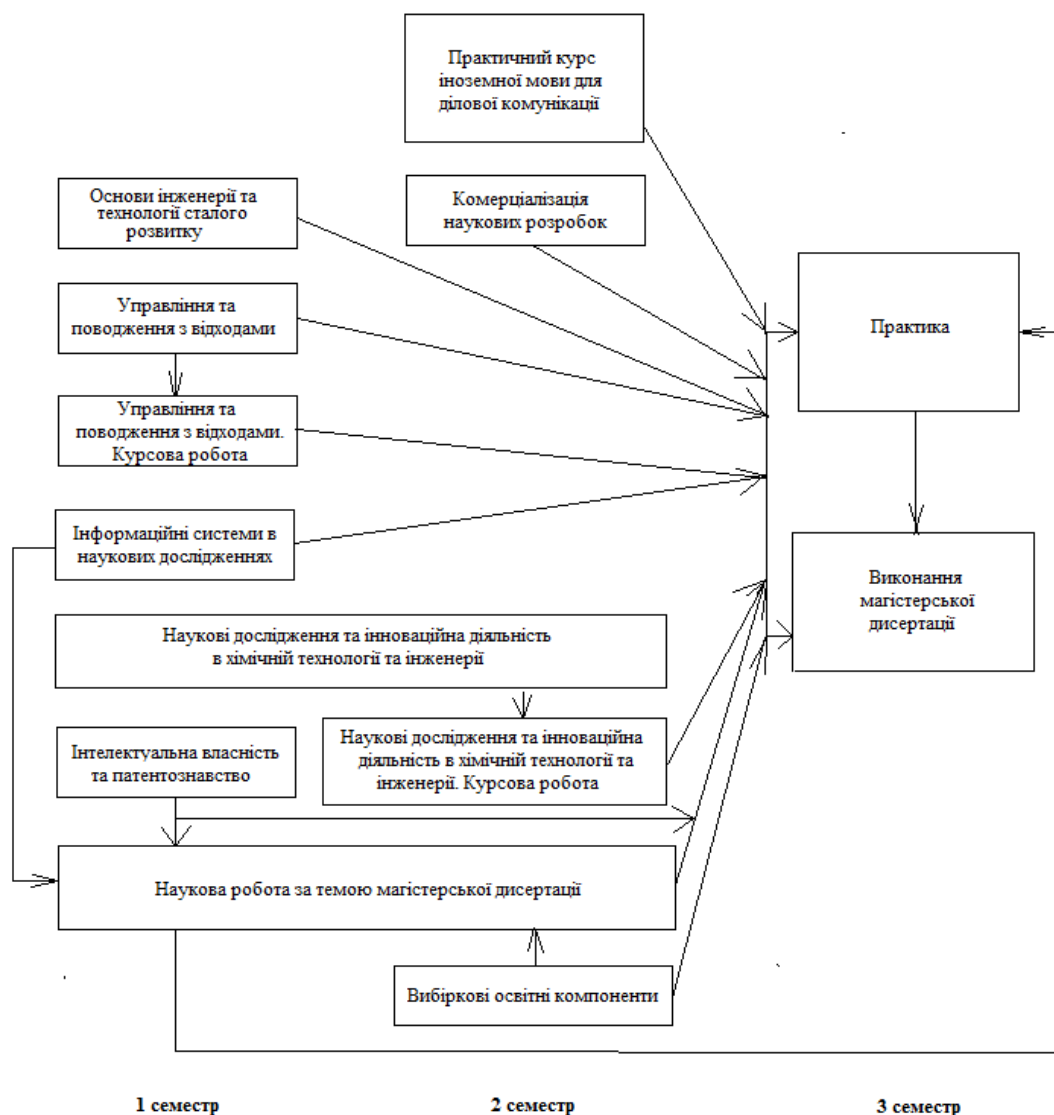 Практичний курс
іноземної мови для
ділової комунікації
Основи інженерії та
технології сталого
розвитку
Комерціалізація
наукових розробок
Управління та
поводження з відходами
Практика
Управління та
поводження з відходами.
Курсова робота
Інформаційні системи в
наукових дослідженнях
Виконання
магістерської
дисертації
Наукові дослідження та інноваційна діяльність
в хімічній технології та інженерії
Інтелектуальна власність
та патентознавство
Наукові дослідження та інноваційна
діяльність в хімічній технології та
інженерії. Курсова робота
Наукова робота за темою магістерської дисертації
Вибіркові освітні компоненти
1 семестр
2 семестр
3 семестр